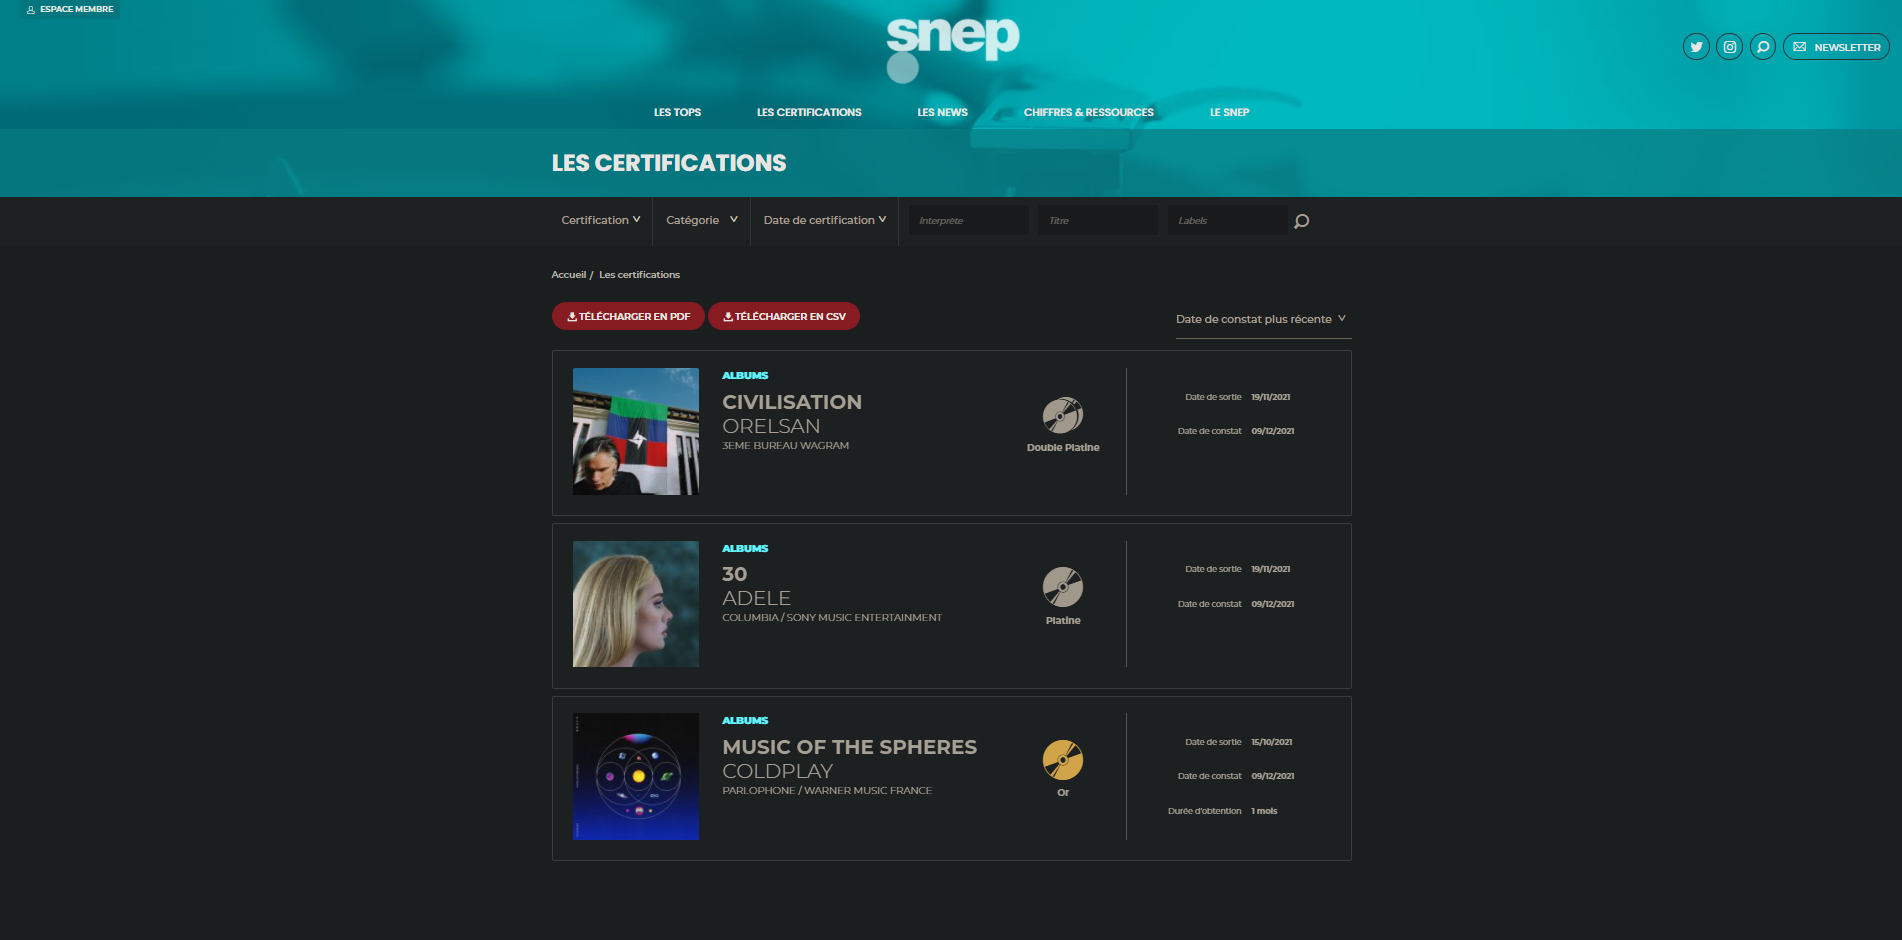 ESPACE MEMBRE
snep
NEWSLETTER
LES TOPS
LES CERTIFICATIONS
LES NEWS
CHIFFRES & RESSOURCES
LE SNEP
LES CERTIFICATIONS
Certification
Catégorie
Date de certification
Interprète
Titre
Labels
Accueil / Les certifications
TÉLÉCHARGER EN PDF
TÉLÉCHARGER EN CSV
Date de constat plus récente
ALBUMS
CIVILISATION
ORELSAN
3EME BUREAU WAGRAM
Double Platine
Date de sortie 19/11/2021
Date de constat 09/12/2021
ALBUMS
30
ADELE
COLUMBIA / SONY MUSIC ENTERTAINMENT
Platine
Date de sortie 19/11/2021
Date de constat 09/12/2021
ALBUMS
MUSIC OF THE SPHERES
COLDPLAY
PARLOPHONE / WARNER MUSIC FRANCE
Or
Date de sortie 15/10/2021
Date de constat 09/12/2021
Durée d'obtention 1 mois